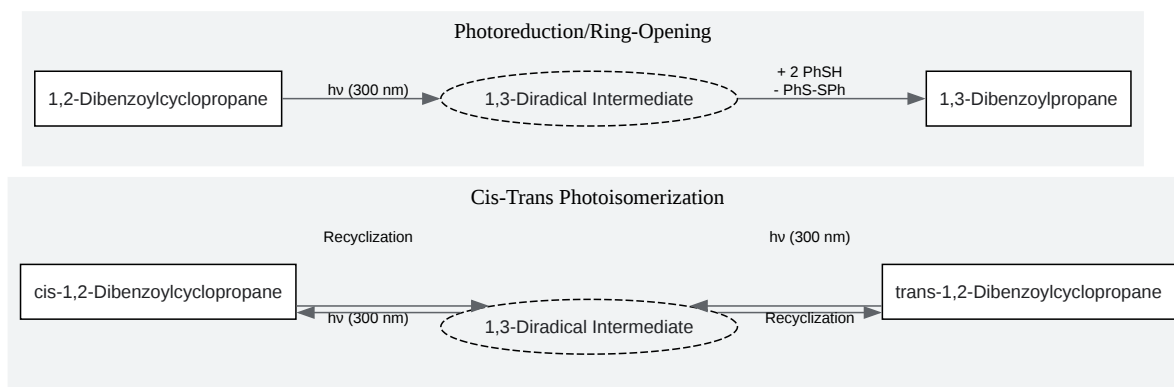 Photoreduction/Ring-Opening
1,2-Dibenzoylcyclopropane
hν (300 nm)
1,3-Diradical Intermediate
+ 2 PhSH
- PhS-SPh
1,3-Dibenzoylpropane
Cis-Trans Photoisomerization
Recyclization
hν (300 nm)
cis-1,2-Dibenzoylcyclopropane
trans-1,2-Dibenzoylcyclopropane
hν (300 nm)
1,3-Diradical Intermediate
Recyclization